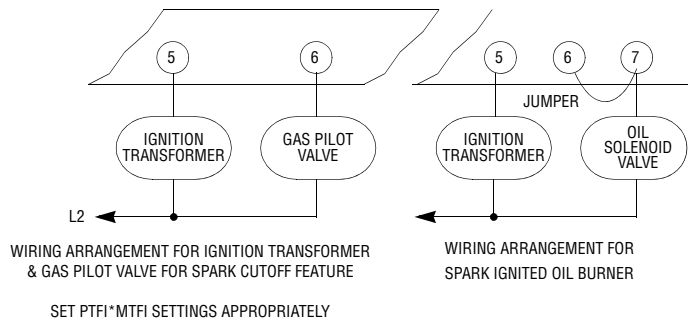 5
6
5
6
7
JUMPER
IGNITION
TRANSFORMER
GAS PILOT
VALVE
IGNITION
TRANSFORMER
OIL
SOLENOID
VALVE
L2
WIRING ARRANGEMENT FOR IGNITION TRANSFORMER
& GAS PILOT VALVE FOR SPARK CUTOFF FEATURE
WIRING ARRANGEMENT FOR
SPARK IGNITED OIL BURNER
SET PTFI*MTFI SETTINGS APPROPRIATELY